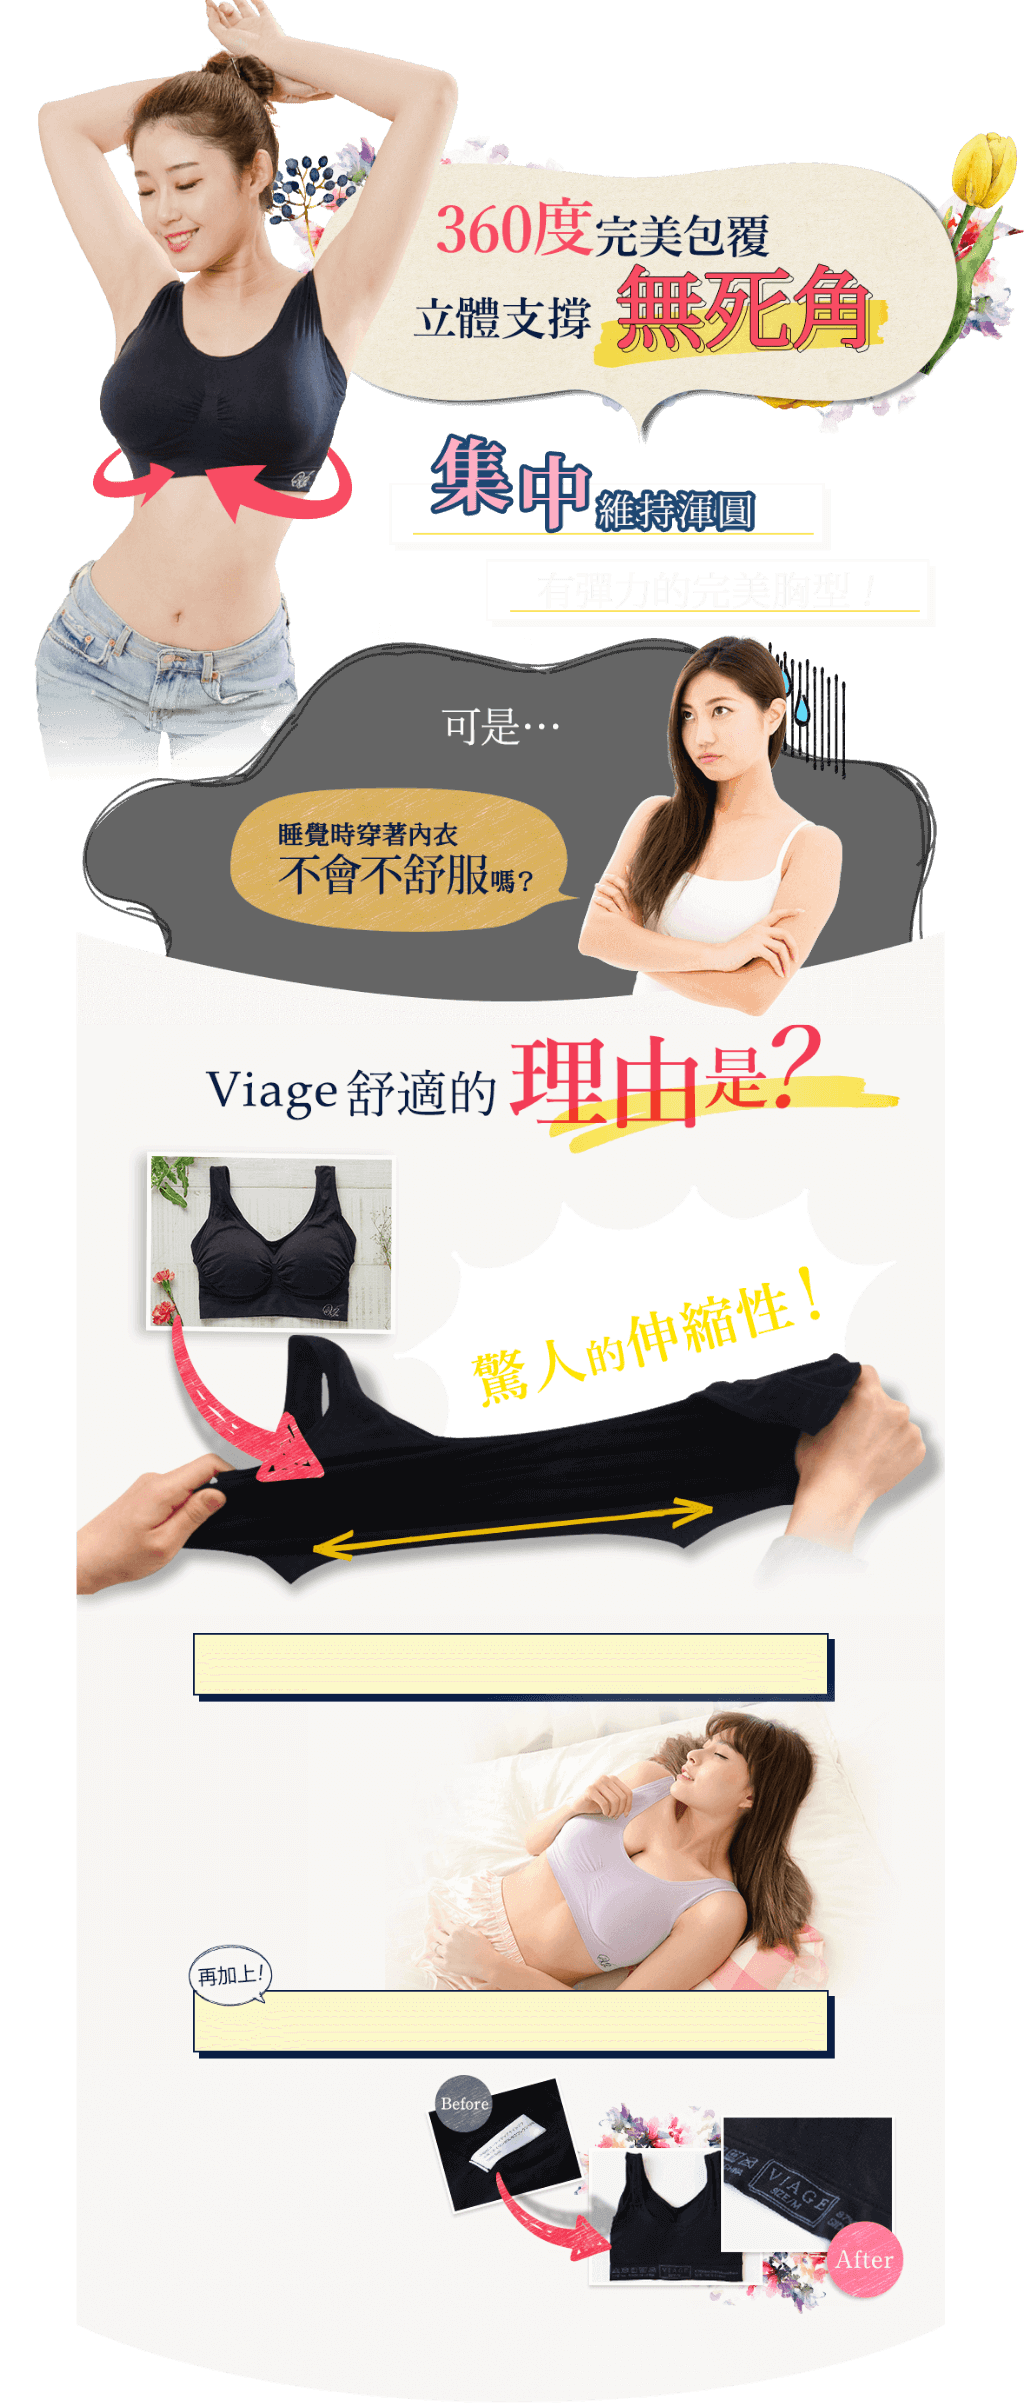 360度完美包覆
立體支撐 無死角
集中維持渾圓
有彈力的完美胸型！
可是…
睡覺時穿著內衣
不會不舒服嗎?
Viage舒適的理由是?
驚人的伸縮性！
再加上!
Before
VIAGE
SIZE/M
After